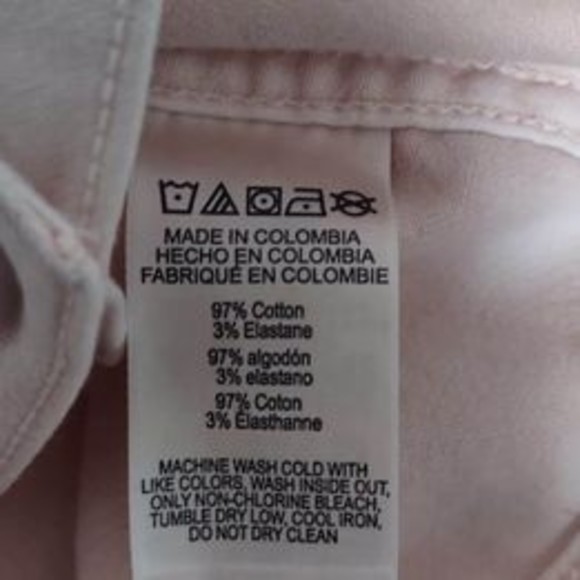 MADE IN COLOMBIA
HECHO EN COLOMBIA
FABRIQUÉ EN COLOMBIE
97% Cotton
3% Elastane
97% algodón
3% elastano
97% Coton
3% Élasthanne
MACHINE WASH COLD WITH
LIKE COLORS, WASH INSIDE OUT,
ONLY NON-CHLORINE BLEACH,
TUMBLE DRY LOW, COOL IRON,
DO NOT DRY CLEAN